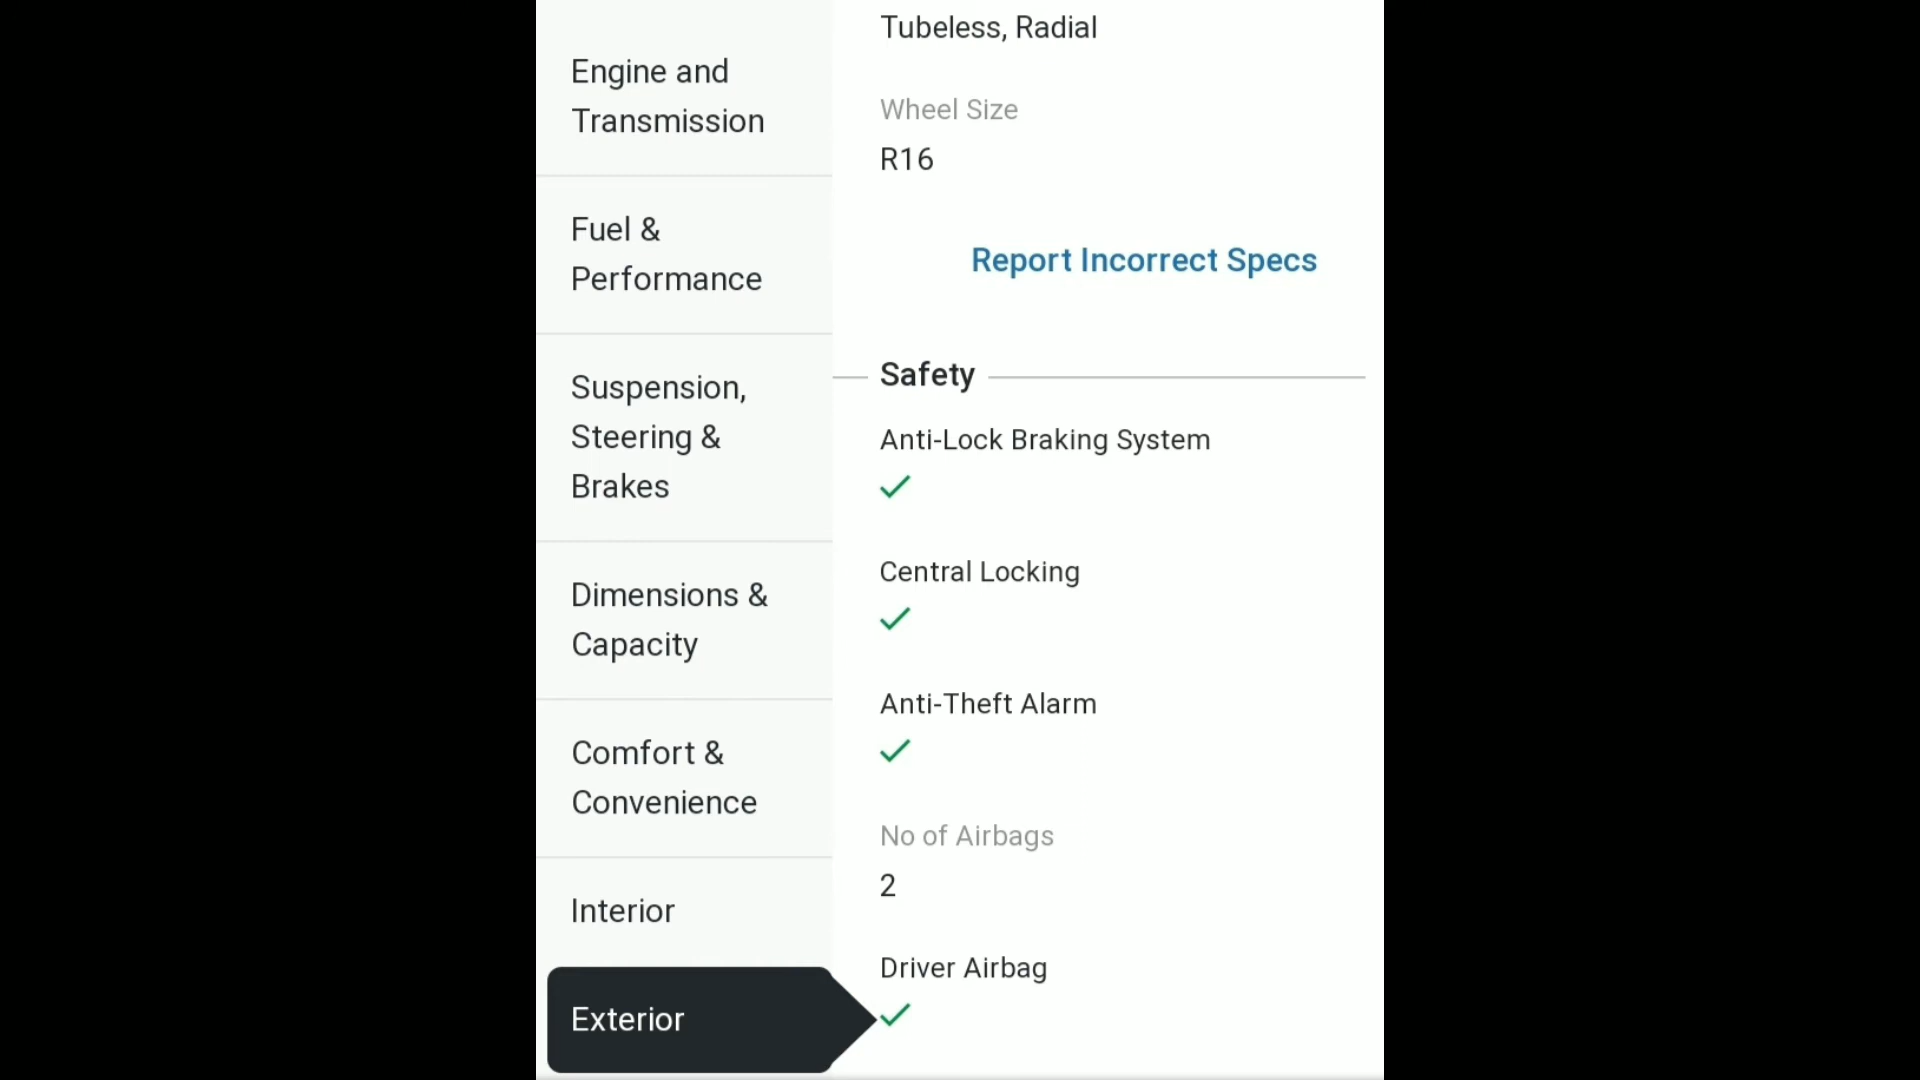 Engine and
Transmission
Fuel &
Performance
Suspension,
Steering &
Brakes
Dimensions &
Capacity
Comfort &
Convenience
Interior
Exterior
Tubeless, Radial
Wheel Size
R16
Report Incorrect Specs
Safety
Anti-Lock Braking System
Central Locking
Anti-Theft Alarm
No of Airbags
2
Driver Airbag